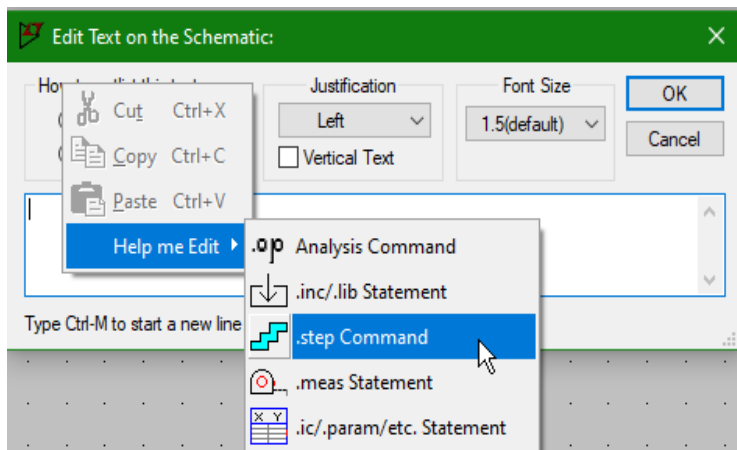 Edit Text on the Schematic:
Justification
Font Size
Left
1.5(default)
OK
Vertical Text
Cancel
Cut Ctrl+X
Copy Ctrl+C
Paste Ctrl+V
Help me Edit
.op Analysis Command
.inc/.lib Statement
.step Command
.meas Statement
X Y .ic/.param/etc. Statement
Type Ctrl-M to start a new line